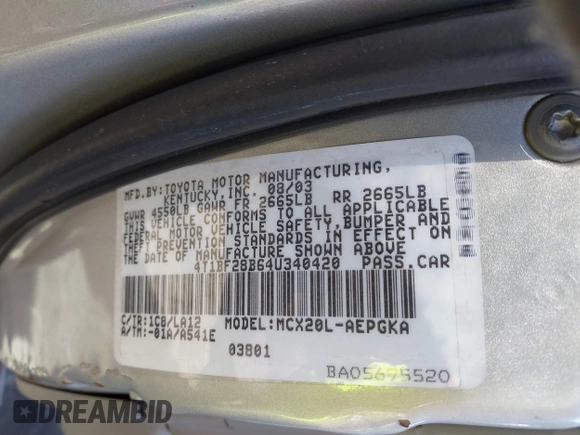 MFD.BY:TOYOTA MOTOR MANUFACTURING,
KENTUCKY,INC. 08/03
GVWR 4550LB GAWR FR 2665LB RR 2665LB
THIS VEHICLE CONFORMS TO ALL APPLICABLE
FEDERAL MOTOR VEHICLE SAFETY,BUMPER AND
THEFT PREVENTION STANDARDS IN EFFECT ON
THE DATE OF MANUFACTURE SHOWN ABOVE
4T1BF28B64U340420 PASS.CAR
C/TR:1C8/LA12 MODEL:MCX20L-AEPGKA
A/TM:-01A/A541E
03801
BA05675520
DREAMBID